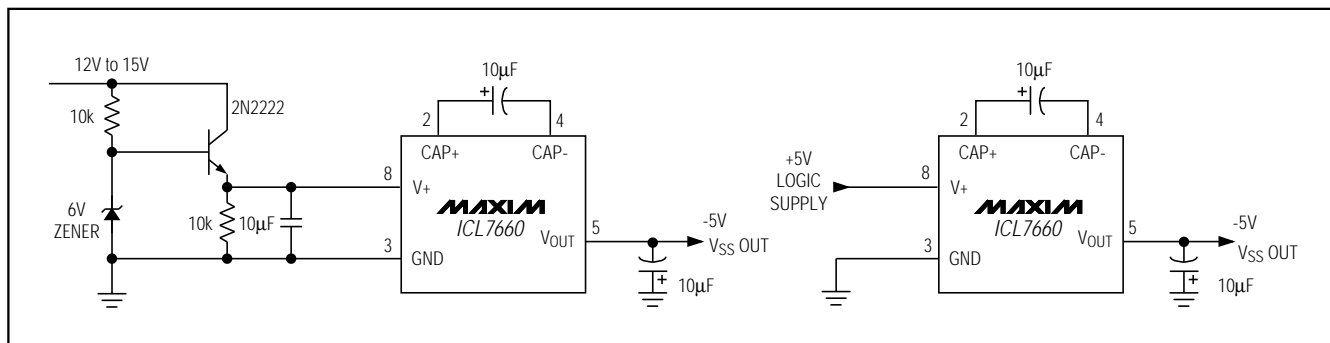 12V to 15V
10k
2N2222
6V
ZENER
10k
10µF
10µF
+
2
4
CAP+
CAP-
8
V+
MAXIM
ICL7660
VOUT
5
3
GND
-5V
VSS OUT
+
10µF
+5V
LOGIC
SUPPLY
10µF
+
2
4
CAP+
CAP-
8
V+
MAXIM
ICL7660
VOUT
5
3
GND
-5V
VSS OUT
+
10µF